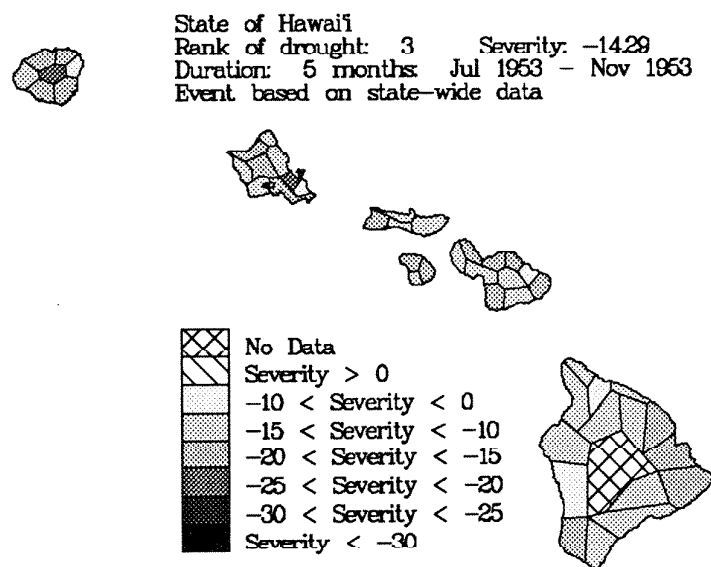 State of Hawai'i
Rank of drought: 3 Severity: -14.29
Duration: 5 months: Jul 1953 - Nov 1953
Event based on state-wide data
No Data
Severity > 0
-10 < Severity < 0
-15 < Severity < -10
-20 < Severity < -15
-25 < Severity < -20
-30 < Severity < -25
Severity < -30